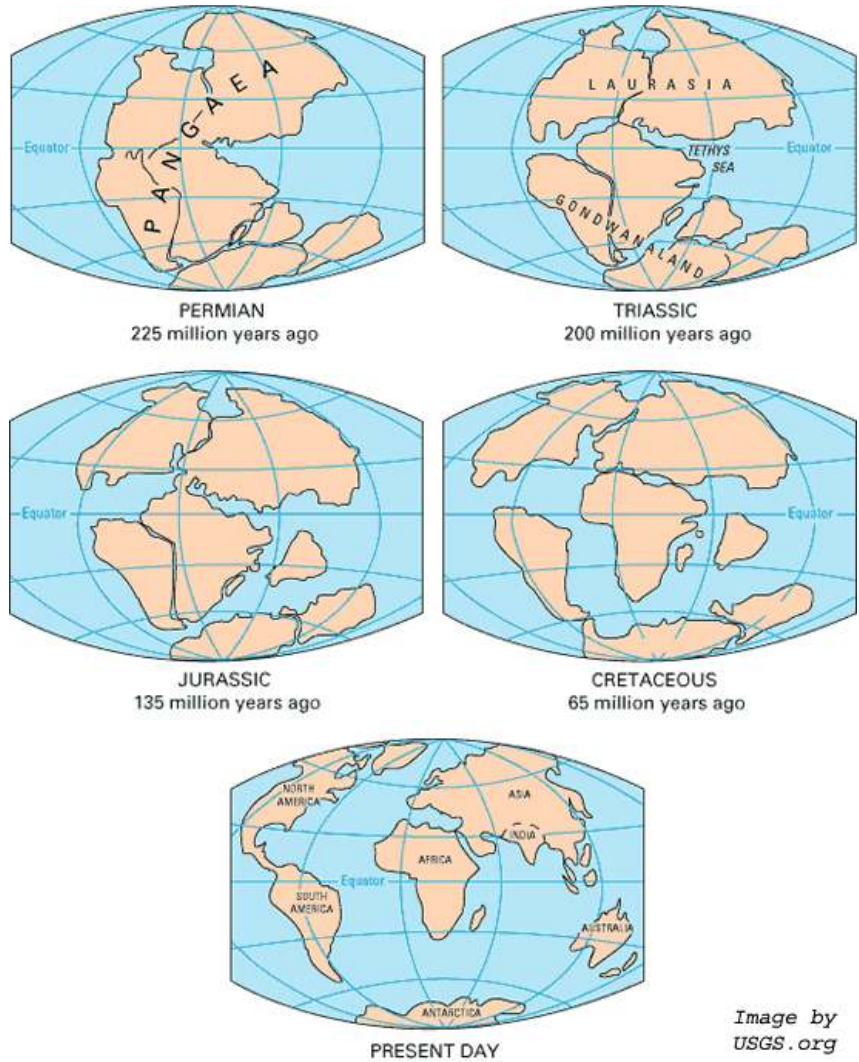 PANGAEA
Equator
PERMIAN
225 million years ago
LAURASIA
Equator
TETHYS
SEA
GONDWANALAND
TRIASSIC
200 million years ago
Equator
JURASSIC
135 million years ago
Equator
CRETACEOUS
65 million years ago
NORTH
AMERICA
ASIA
INDIA
AFRICA
Equator
SOUTH
AMERICA
AUSTRALIA
ANTARCTICA
PRESENT DAY
Image by
USGS.org